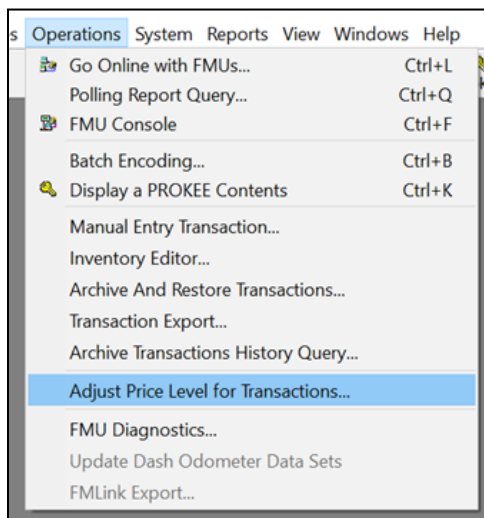 s Operations System Reports View Windows Help
Go Online with FMUs... Ctrl+L
Polling Report Query... Ctrl+Q
FMU Console Ctrl+F
Batch Encoding... Ctrl+B
Display a PROKEE Contents Ctrl+K
Manual Entry Transaction...
Inventory Editor...
Archive And Restore Transactions...
Transaction Export...
Archive Transactions History Query...
Adjust Price Level for Transactions...
FMU Diagnostics...
Update Dash Odometer Data Sets
FMLink Export...